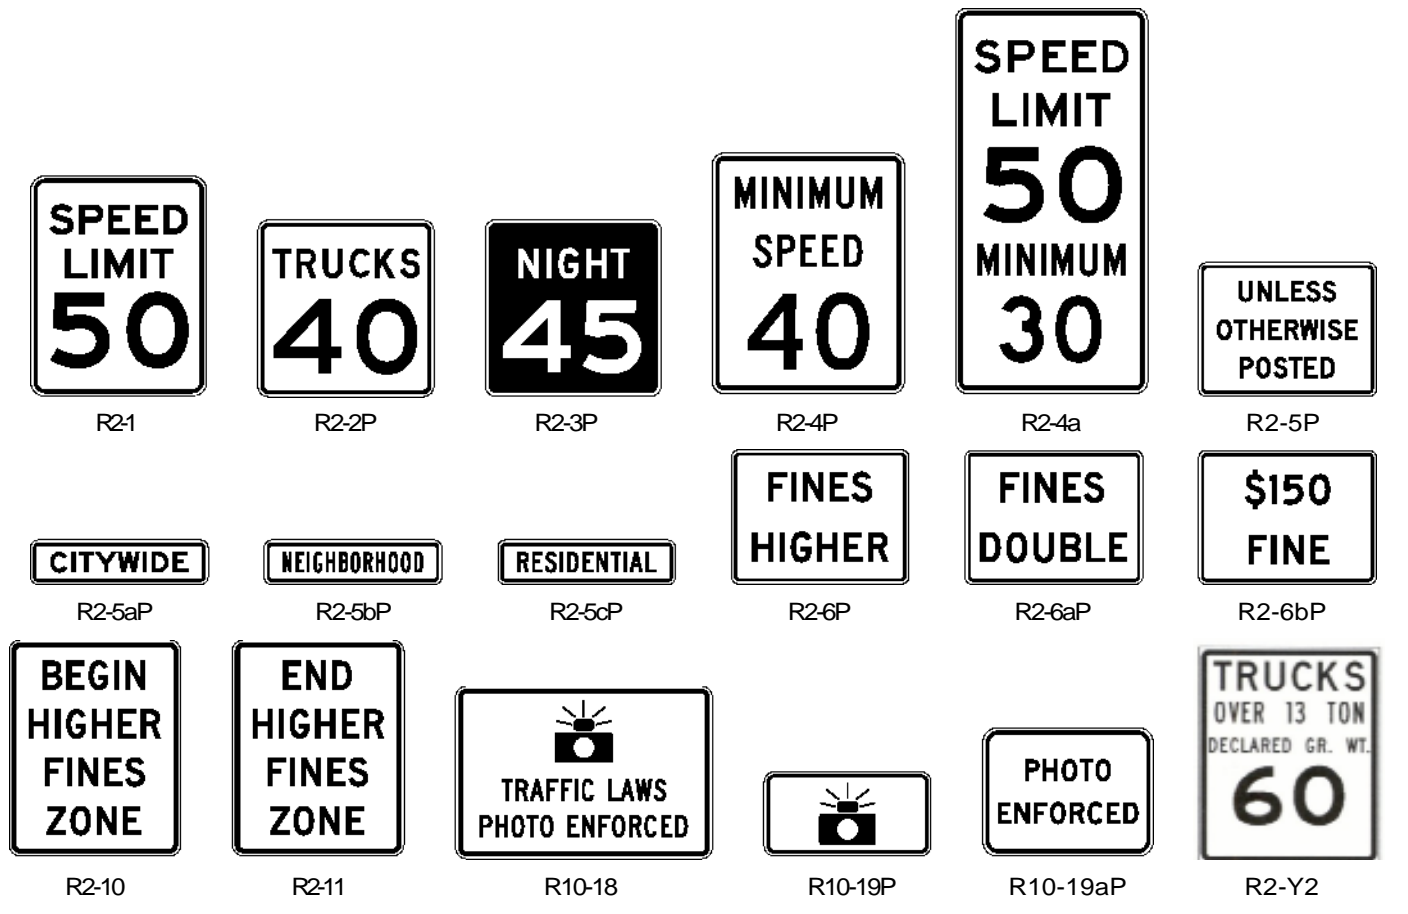 SPEED
LIMIT
50
R2-1
TRUCKS
40
R2-2P
NIGHT
45
R2-3P
MINIMUM
SPEED
40
R2-4P
SPEED
LIMIT
50
MINIMUM
30
R2-4a
UNLESS
OTHERWISE
POSTED
R2-5P
CITYWIDE
R2-5aP
NEIGHBORHOOD
R2-5bP
RESIDENTIAL
R2-5cP
FINES
HIGHER
R2-6P
FINES
DOUBLE
R2-6aP
$150
FINE
R2-6bP
BEGIN
HIGHER
FINES
ZONE
R2-10
END
HIGHER
FINES
ZONE
R2-11
TRAFFIC LAWS
PHOTO ENFORCED
R10-18
R10-19P
PHOTO
ENFORCED
R10-19aP
TRUCKS
OVER 13 TON
DECLARED GR. WT.
60
R2-Y2